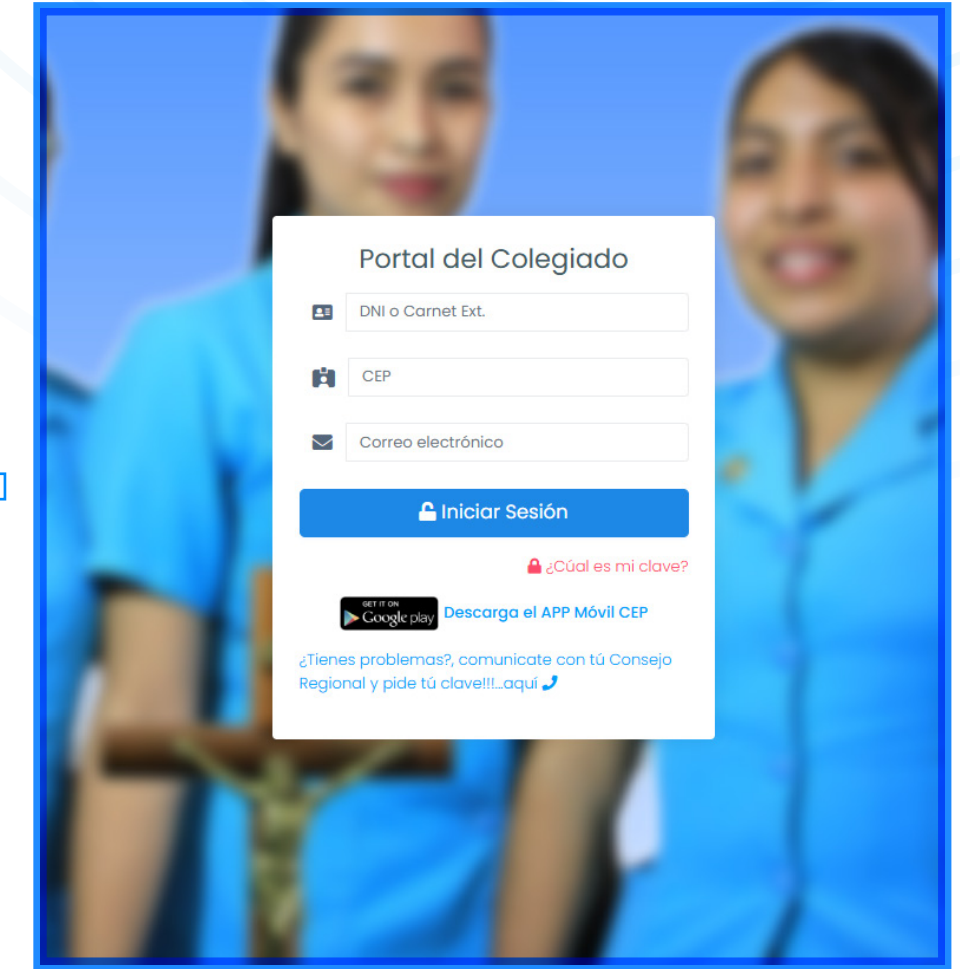 Portal del Colegiado
DNI o Carnet Ext.
CEP
Correo electrónico
Iniciar Sesión
¿Cúal es mi clave?
GET IT ON
Google play
Descarga el APP Móvil CEP
¿Tienes problemas?, comunicate con tú Consejo
Regional y pide tú clave!!!...aquí